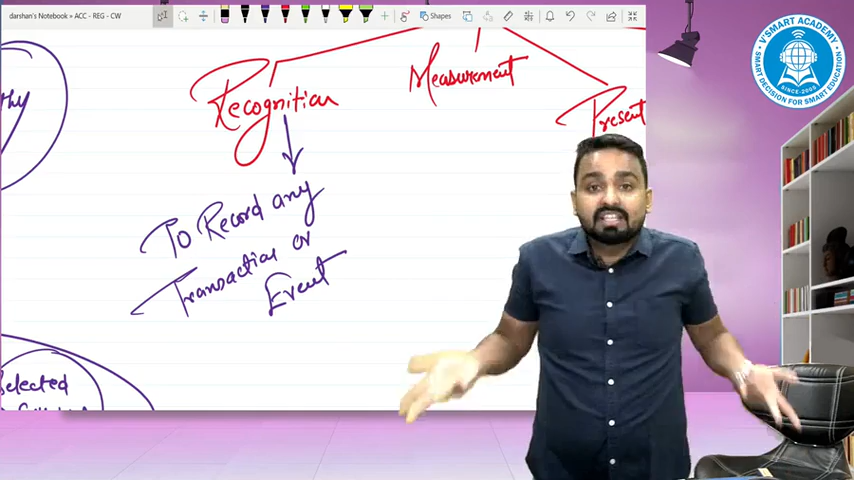 darshan's Notebook » ACC - REG - CW
Shapes
V'SMART ACADEMY
SMART DECISION FOR SMART EDUCATION
SINCE-2005
Recognition
Measurement
Present
To Record any
Transaction or
Event
thy
Selected